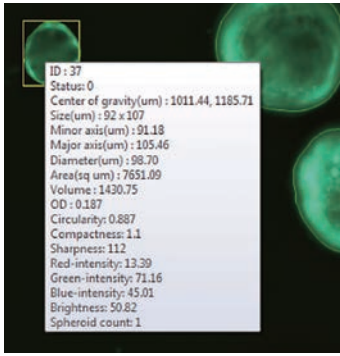 ID : 37
Status: 0
Center of gravity(um) : 1011.44, 1185.71
Size(um) : 92 x 107
Minor axis(um) : 91.18
Major axis(um) : 105.46
Diameter(um) : 98.70
Area(sq um) : 7651.09
Volume : 1430.75
OD : 0.187
Circularity: 0.887
Compactness: 1.1
Sharpness: 112
Red-intensity: 13.39
Green-intensity: 71.16
Blue-intensity: 45.01
Brightness: 50.82
Spheroid count: 1